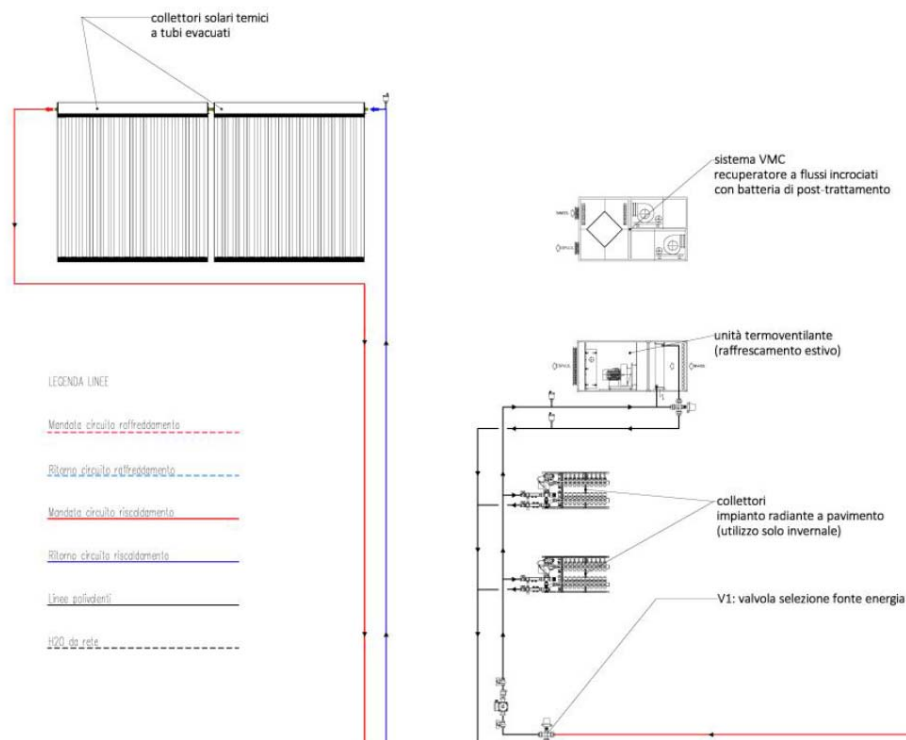 collettori solari temici
a tubi evacuati
sistema VMC
recuperatore a flussi incrociati
con batteria di post-trattamento
unità termoventilante
(raffrescamento estivo)
LEGENDA LINEE
Mandata circuito raffreddamento
Ritorno circuito raffreddamento
collettori
impianto radiante a pavimento
(utilizzo solo invernale)
Mandata circuito riscaldamento
Ritorno circuito riscaldamento
Linee polivalenti
V1: valvola selezione fonte energia
H2O da rete